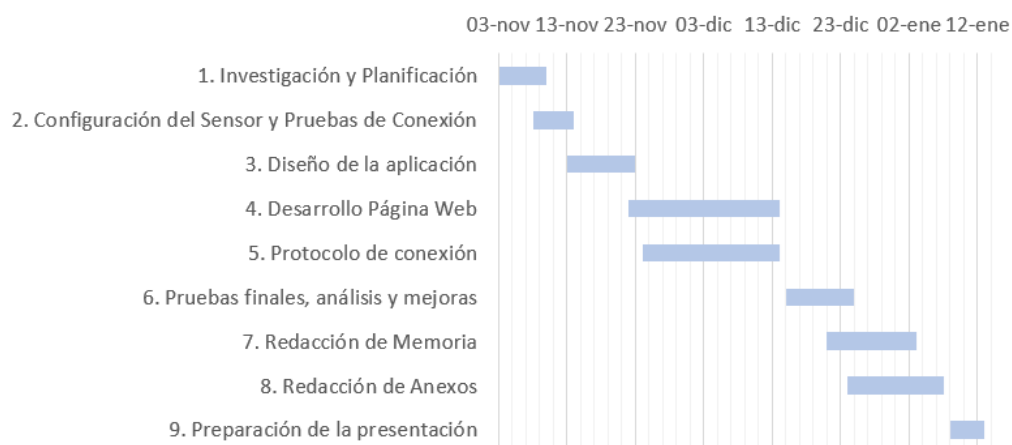 03-nov 13-nov 23-nov 03-dic 13-dic 23-dic 02-ene 12-ene
1. Investigación y Planificación
2. Configuración del Sensor y Pruebas de Conexión
3. Diseño de la aplicación
4. Desarrollo Página Web
5. Protocolo de conexión
6. Pruebas finales, análisis y mejoras
7. Redacción de Memoria
8. Redacción de Anexos
9. Preparación de la presentación